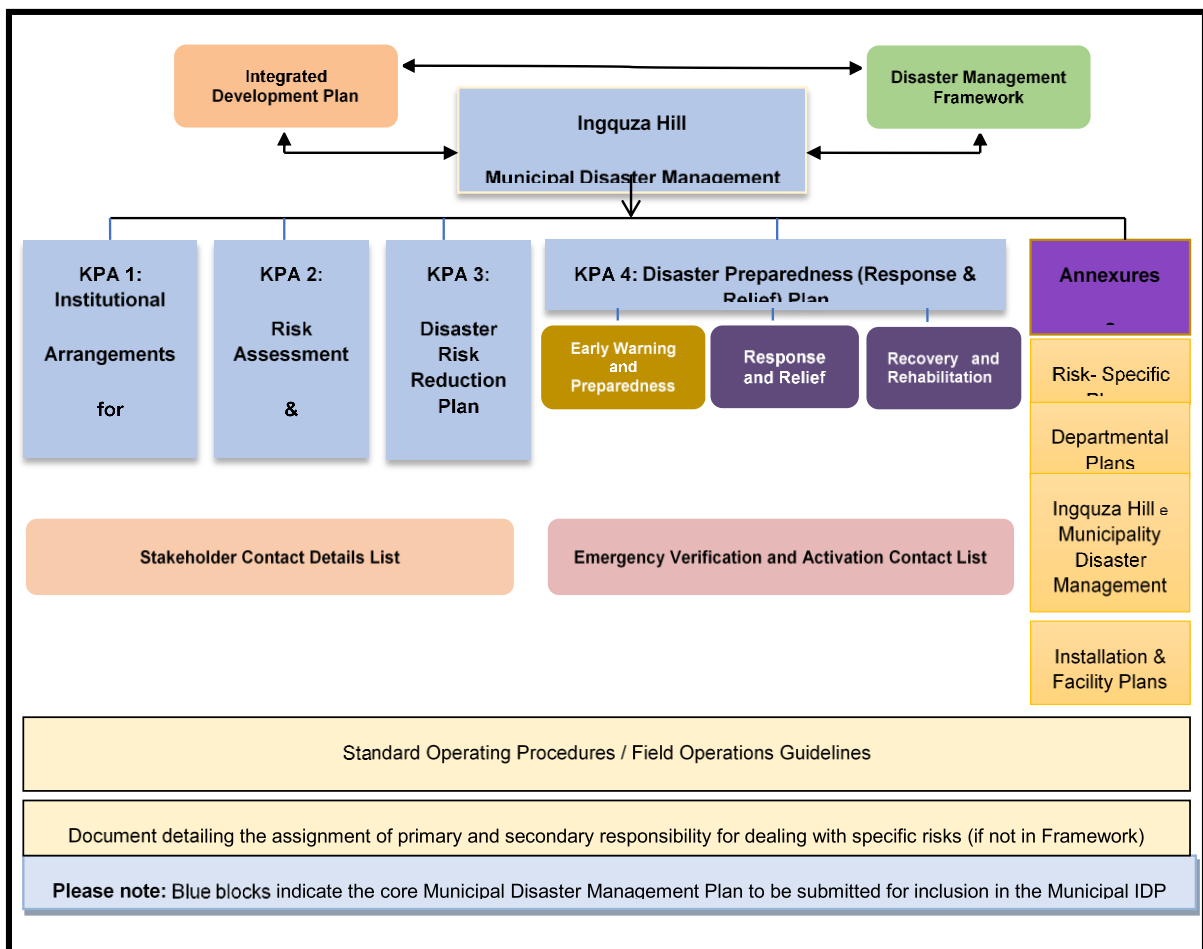 Integrated
Development Plan
Disaster Management
Framework
Ingquza Hill
Municipal Disaster Management
KPA 1:
Institutional
Arrangements
for
KPA 2:
Risk
Assessment
&
KPA 3:
Disaster
Risk
Reduction
Plan
KPA 4: Disaster Preparedness (Response &
Relief) Plan
Early Warning
and
Preparedness
Response
and Relief
Recovery and
Rehabilitation
Annexures
Risk- Specific
Departmental
Plans
Ingquza Hill e
Municipality
Disaster
Management
Installation &
Facility Plans
Stakeholder Contact Details List
Emergency Verification and Activation Contact List
Standard Operating Procedures / Field Operations Guidelines
Document detailing the assignment of primary and secondary responsibility for dealing with specific risks (if not in Framework)
Please note: Blue blocks indicate the core Municipal Disaster Management Plan to be submitted for inclusion in the Municipal IDP